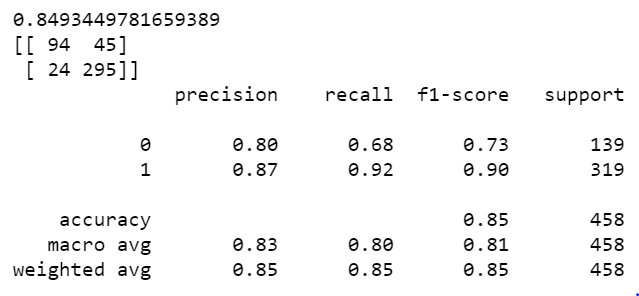 0.8493449781659389
[[ 94  45]
 [ 24 295]]
              precision    recall  f1-score   support

           0       0.80      0.68      0.73       139
           1       0.87      0.92      0.90       319

    accuracy                           0.85       458
   macro avg       0.83      0.80      0.81       458
weighted avg       0.85      0.85      0.85       458